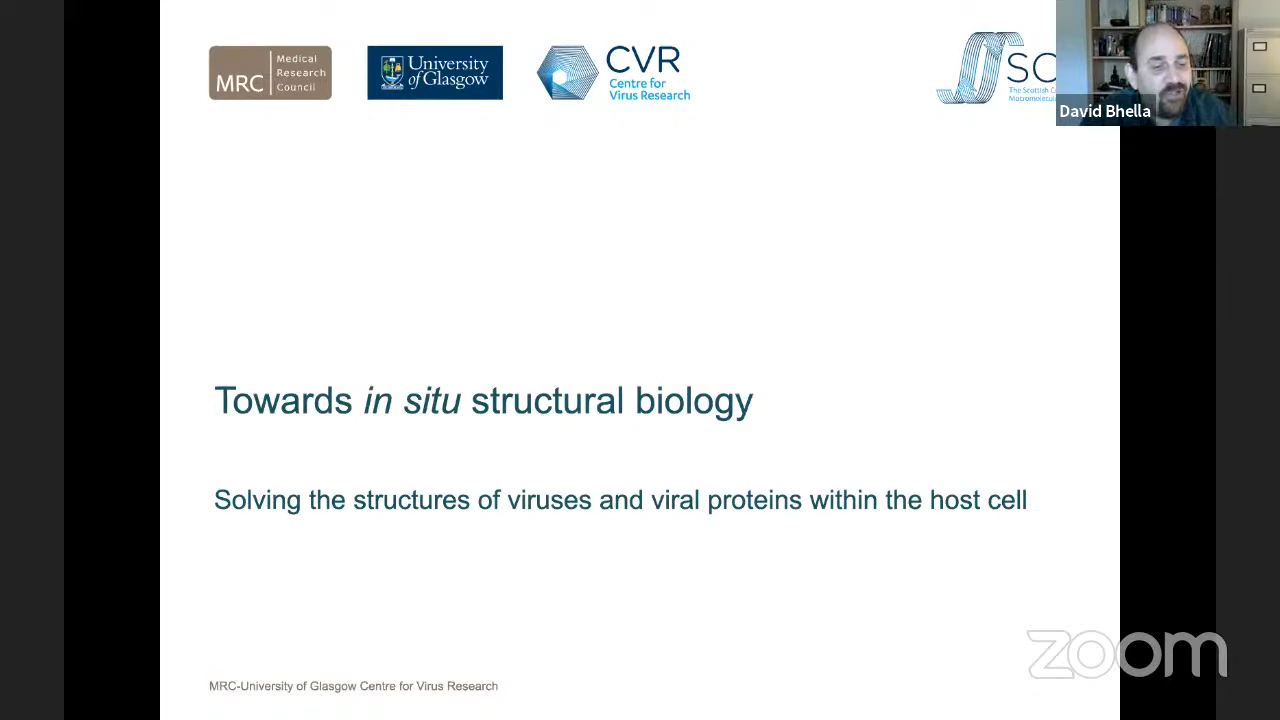 MRC
Medical
Research
Council
University
of Glasgow
CVR
Centre for
Virus Research
The Scottish
David Bhella
Towards in situ structural biology
Solving the structures of viruses and viral proteins within the host cell
MRC-University of Glasgow Centre for Virus Research
zoom